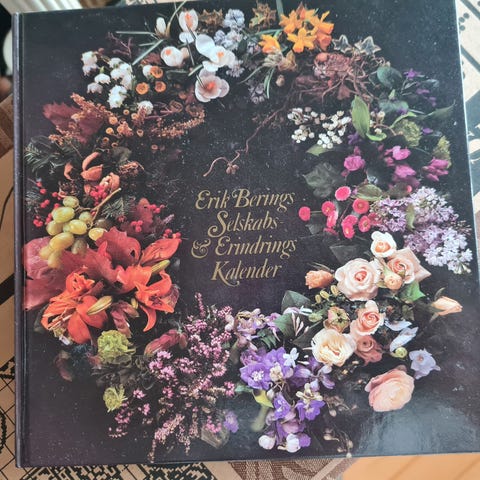 Erik Berings
Selskabs-
& Erindrings
Kalender